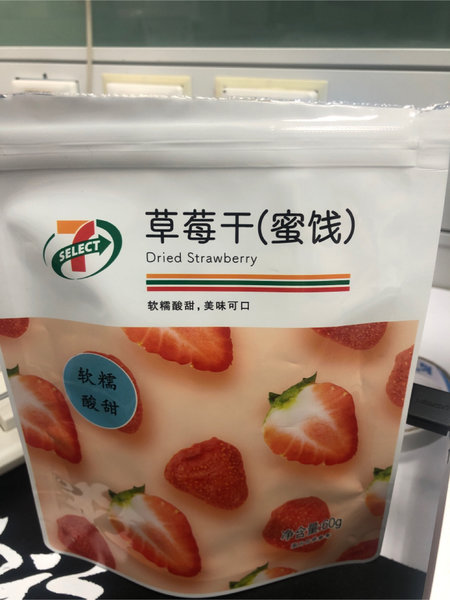 7
SELECT
草莓干(蜜饯)
Dried Strawberry
软糯酸甜,美味可口
软糯
酸甜
净含量:60g